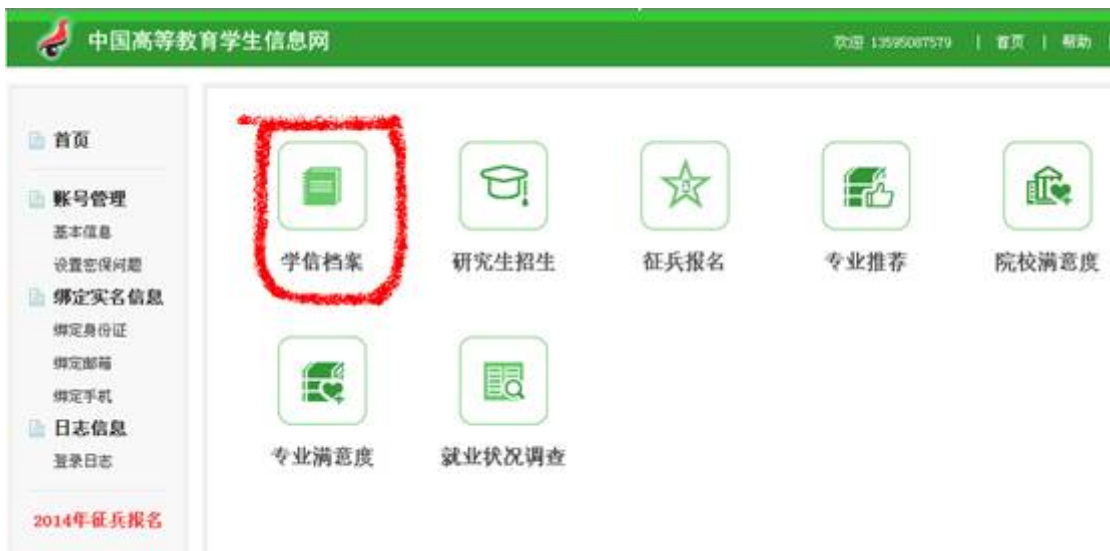 中国高等教育学生信息网
欢迎 13595087579 | 首页 | 帮助 |
首页
账号管理
基本信息
设置密保问题
绑定实名信息
绑定身份证
绑定邮箱
绑定手机
日志信息
登录日志
2014年征兵报名
学信档案
研究生招生
征兵报名
专业推荐
院校满意度
专业满意度
就业状况调查